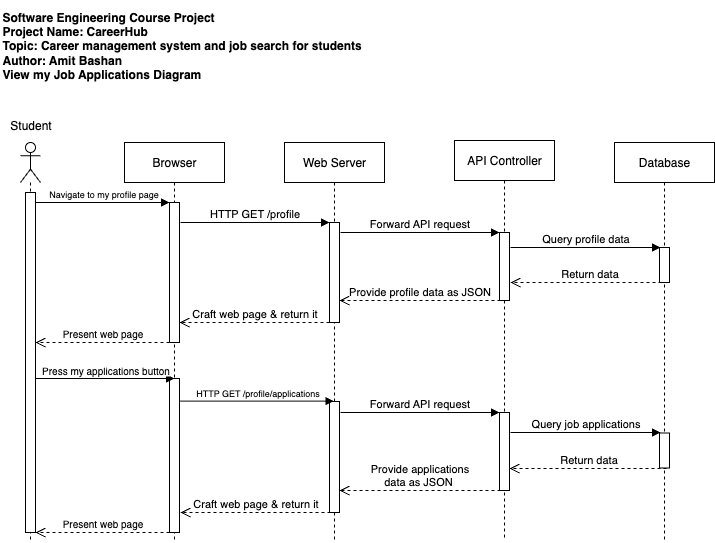 Software Engineering Course Project
Project Name: CareerHub
Topic: Career management system and job search for students
Author: Amit Bashan
View my Job Applications Diagram
Student
Browser
Web Server
API Controller
Database
Navigate to my profile page
HTTP GET /profile
Forward API request
Query profile data
Return data
Provide profile data as JSON
Craft web page & return it
Present web page
Press my applications button
HTTP GET /profile/applications
Forward API request
Query job applications
Return data
Provide applications
data as JSON
Craft web page & return it
Present web page